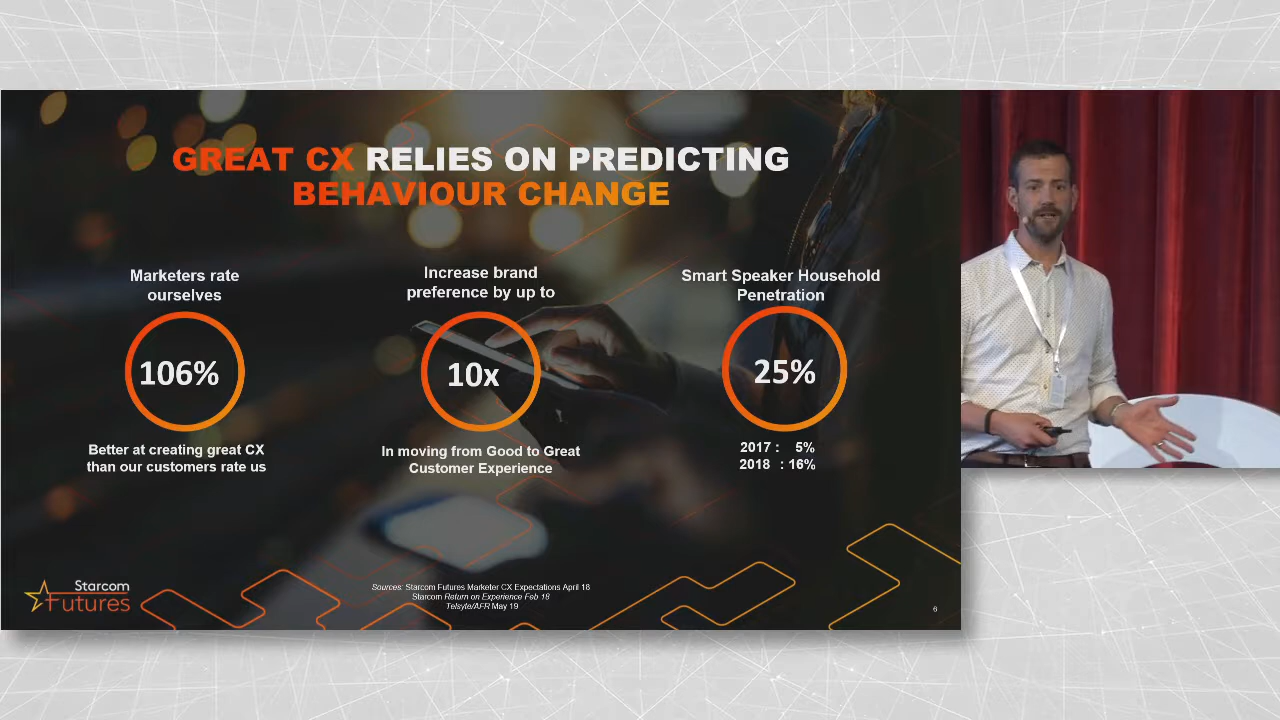 GREAT CX RELIES ON PREDICTING
BEHAVIOUR CHANGE
Marketers rate
ourselves
106%
Better at creating great CX
than our customers rate us
Increase brand
preference by up to
10x
In moving from Good to Great
Customer Experience
Smart Speaker Household
Penetration
25%
2017 : 5%
2018 : 16%
Starcom
Futures
Sources: Starcom Futures Marketer CX Expectations April 18
Starcom Return on Experience Feb 18
Telsyte/AFR May 19
6